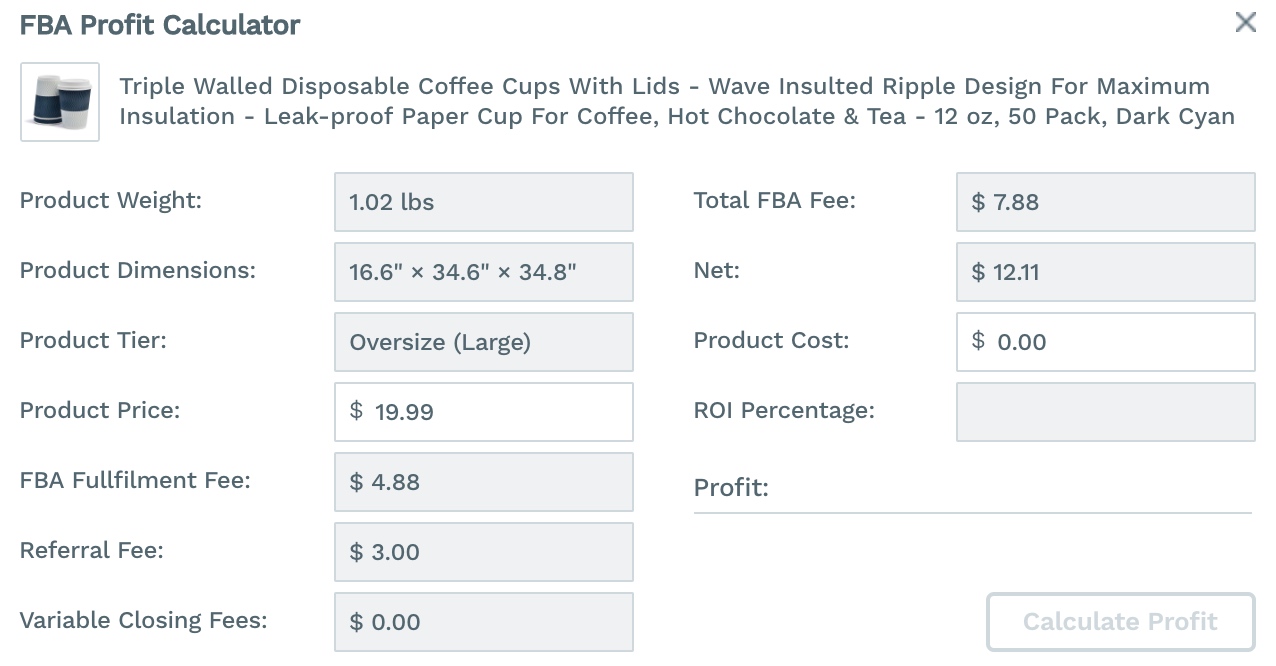 FBA Profit Calculator
Triple Walled Disposable Coffee Cups With Lids - Wave Insulted Ripple Design For Maximum
Insulation - Leak-proof Paper Cup For Coffee, Hot Chocolate & Tea - 12 oz, 50 Pack, Dark Cyan
Product Weight: 1.02 lbs
Product Dimensions: 16.6" × 34.6" × 34.8"
Product Tier: Oversize (Large)
Product Price: $ 19.99
FBA Fullfilment Fee: $ 4.88
Referral Fee: $ 3.00
Variable Closing Fees: $ 0.00
Total FBA Fee: $ 7.88
Net: $ 12.11
Product Cost: $ 0.00
ROI Percentage:
Profit:
Calculate Profit